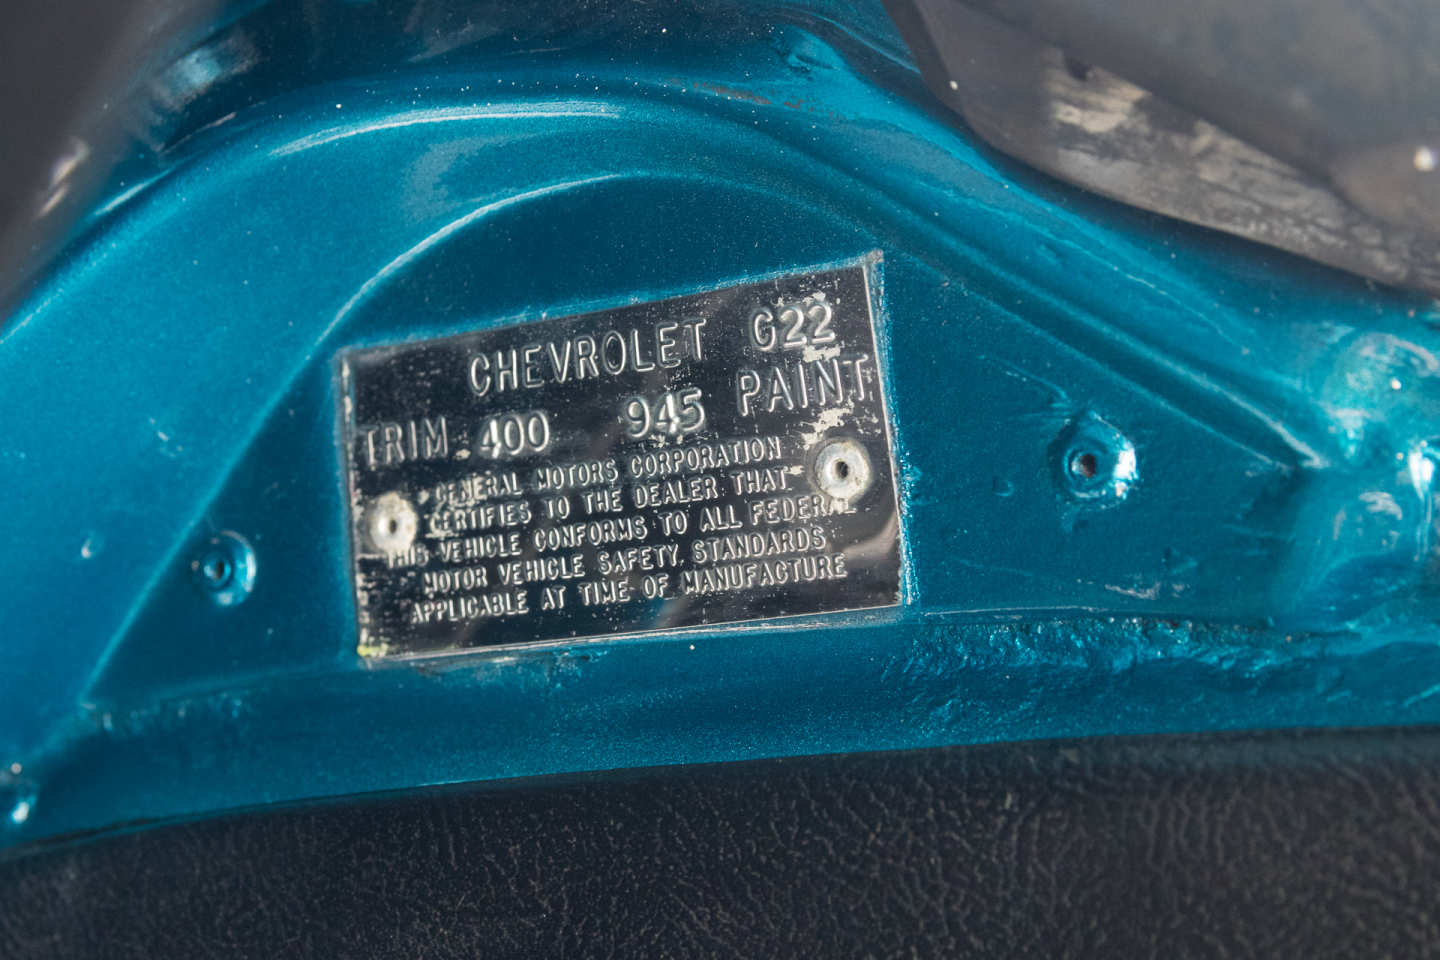 CHEVROLET G22
TRIM 400 945 PAINT
GENERAL MOTORS CORPORATION
CERTIFIES TO THE DEALER THAT
THIS VEHICLE CONFORMS TO ALL FEDERAL
MOTOR VEHICLE SAFETY STANDARDS
APPLICABLE AT TIME OF MANUFACTURE